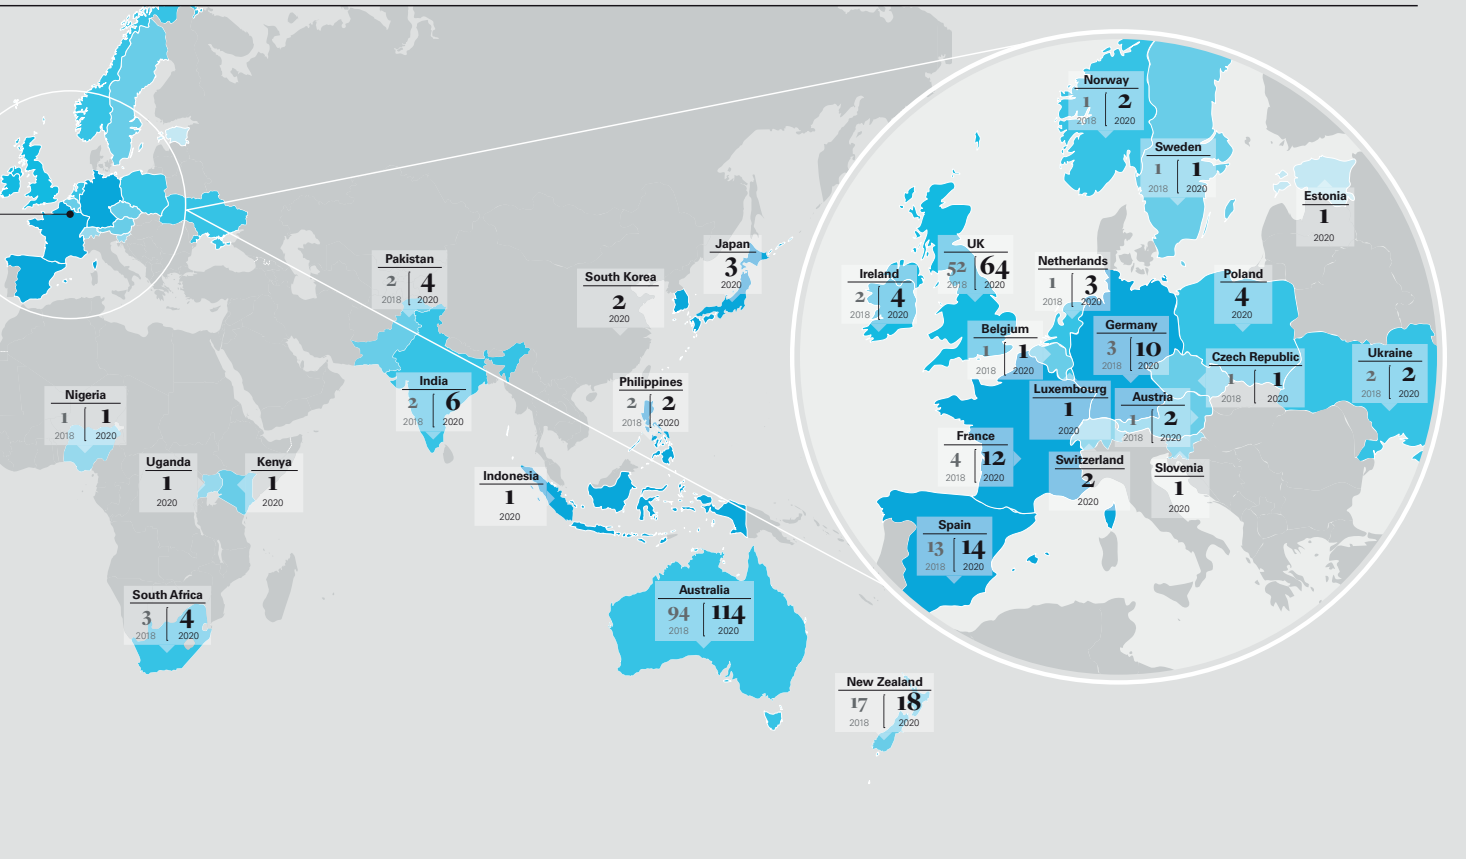 Norway
1 2
2018 2020
Sweden
1 1
2018 2020
Estonia
1
2020
UK
52 64
2018 2020
Ireland
2 4
2018 2020
Netherlands
1 3
2018 2020
Poland
4
2020
Belgium
1 1
2018 2020
Germany
3 10
2018 2020
Czech Republic
1 1
2018 2020
Ukraine
2 2
2018 2020
Luxembourg
1
2020
Austria
1 2
2018 2020
France
4 12
2018 2020
Switzerland
2
2020
Slovenia
1
2020
Spain
13 14
2018 2020
Japan
3
2020
Pakistan
2 4
2018 2020
South Korea
2
2020
India
2 6
2018 2020
Philippines
2 2
2018 2020
Nigeria
1 1
2018 2020
Uganda
1
2020
Kenya
1
2020
Indonesia
1
2020
South Africa
3 4
2018 2020
Australia
94 114
2018 2020
New Zealand
17 18
2018 2020